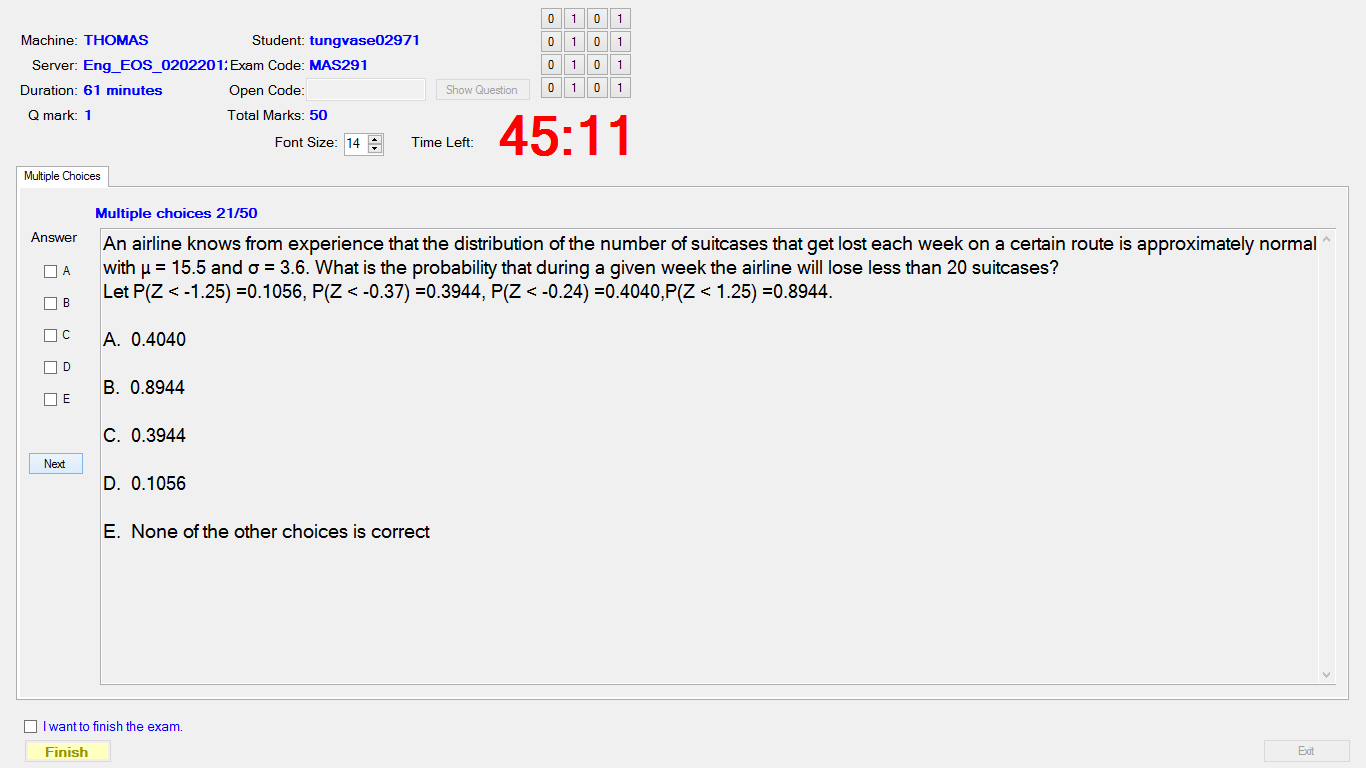 Machine: THOMAS Student: tungvase02971
Server: Eng_EOS_0202201 Exam Code: MAS291
Duration: 61 minutes Open Code: Show Question
Q mark: 1 Total Marks: 50
0 1 0 1
0 1 0 1
0 1 0 1
0 1 0 1
Font Size: 14 Time Left: 45:11
Multiple Choices
Multiple choices 21/50
Answer
A
B
C
D
E
Next
An airline knows from experience that the distribution of the number of suitcases that get lost each week on a certain route is approximately normal
with μ = 15.5 and σ = 3.6. What is the probability that during a given week the airline will lose less than 20 suitcases?
Let P(Z < -1.25) =0.1056, P(Z < -0.37) =0.3944, P(Z < -0.24) =0.4040,P(Z < 1.25) =0.8944.
A. 0.4040
B. 0.8944
C. 0.3944
D. 0.1056
E. None of the other choices is correct
I want to finish the exam.
Finish
Exit